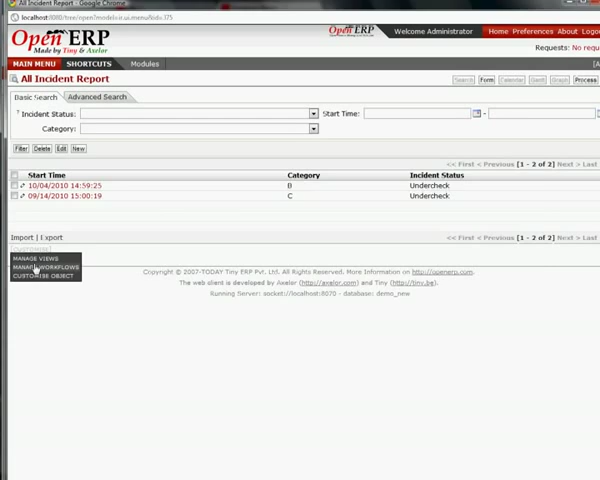 All Incident Report - Google Chrome
localhost:8080/tree/open?model=ir.ui.menu&id=375
Open ERP
Made by Tiny & Axelor
Open ERP
Welcome Administrator
Home Preferences About
Requests: No
MAIN MENU SHORTCUTS Modules
All Incident Report
Search Form Calendar Gantt Graph Process
Basic Search Advanced Search
? Incident Status: Start Time: -
Category:
Filter Delete Edit New
<< First < Previous [1 - 2 of 2] Next > Last
Start Time Category Incident Status
10/04/2010 14:59:25 B Undercheck
09/14/2010 15:00:19 C Undercheck
Import | Export << First < Previous [1 - 2 of 2] Next > Last
CUSTOMISE
MANAGE VIEWS
MANAGE WORKFLOWS
CUSTOMISE OBJECT
Copyright © 2007-TODAY Tiny ERP Pvt. Ltd. All Rights Reserved. More Information on http://openerp.com.
The web client is developed by Axelor (http://axelor.com) and Tiny (http://tiny.be).
Running Server: socket://localhost:8070 - database: demo_new